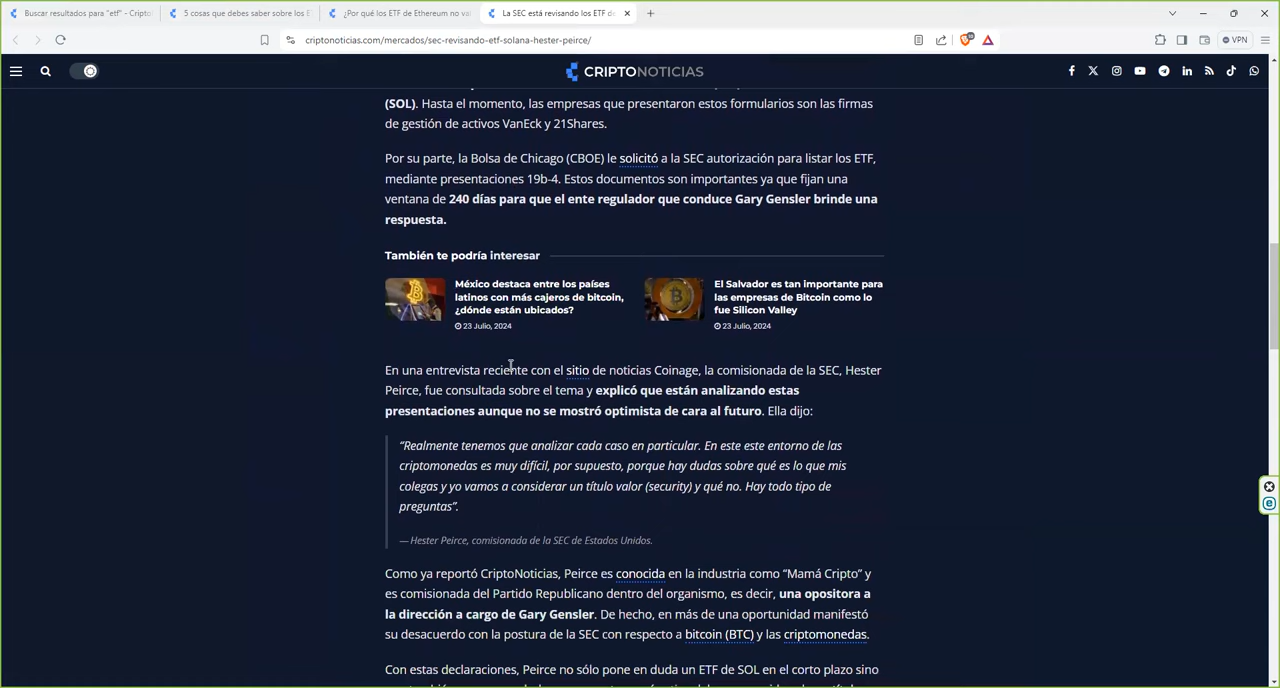 Buscar resultados para "etf" - Cripto
5 cosas que debes saber sobre los E
¿Por qué los ETF de Ethereum no va
La SEC está revisando los ETF de
criptonoticias.com/mercados/sec-revisando-etf-solana-hester-peirce/
VPN
CRIPTONOTICIAS
(SOL). Hasta el momento, las empresas que presentaron estos formularios son las firmas
de gestión de activos VanEck y 21Shares.
Por su parte, la Bolsa de Chicago (CBOE) le solicitó a la SEC autorización para listar los ETF,
mediante presentaciones 19b-4. Estos documentos son importantes ya que fijan una
ventana de 240 días para que el ente regulador que conduce Gary Gensler brinde una
respuesta.
También te podría interesar
México destaca entre los países
latinos con más cajeros de bitcoin,
¿dónde están ubicados?
23 Julio, 2024
El Salvador es tan importante para
las empresas de Bitcoin como lo
fue Silicon Valley
23 Julio, 2024
En una entrevista reciente con el sitio de noticias Coinage, la comisionada de la SEC, Hester
Peirce, fue consultada sobre el tema y explicó que están analizando estas
presentaciones aunque no se mostró optimista de cara al futuro. Ella dijo:
“Realmente tenemos que analizar cada caso en particular. En este este entorno de las
criptomonedas es muy difícil, por supuesto, porque hay dudas sobre qué es lo que mis
colegas y yo vamos a considerar un título valor (security) y qué no. Hay todo tipo de
preguntas”.
— Hester Peirce, comisionada de la SEC de Estados Unidos.
Como ya reportó CriptoNoticias, Peirce es conocida en la industria como “Mamá Cripto” y
es comisionada del Partido Republicano dentro del organismo, es decir, una opositora a
la dirección a cargo de Gary Gensler. De hecho, en más de una oportunidad manifestó
su desacuerdo con la postura de la SEC con respecto a bitcoin (BTC) y las criptomonedas.
Con estas declaraciones, Peirce no sólo pone en duda un ETF de SOL en el corto plazo sino